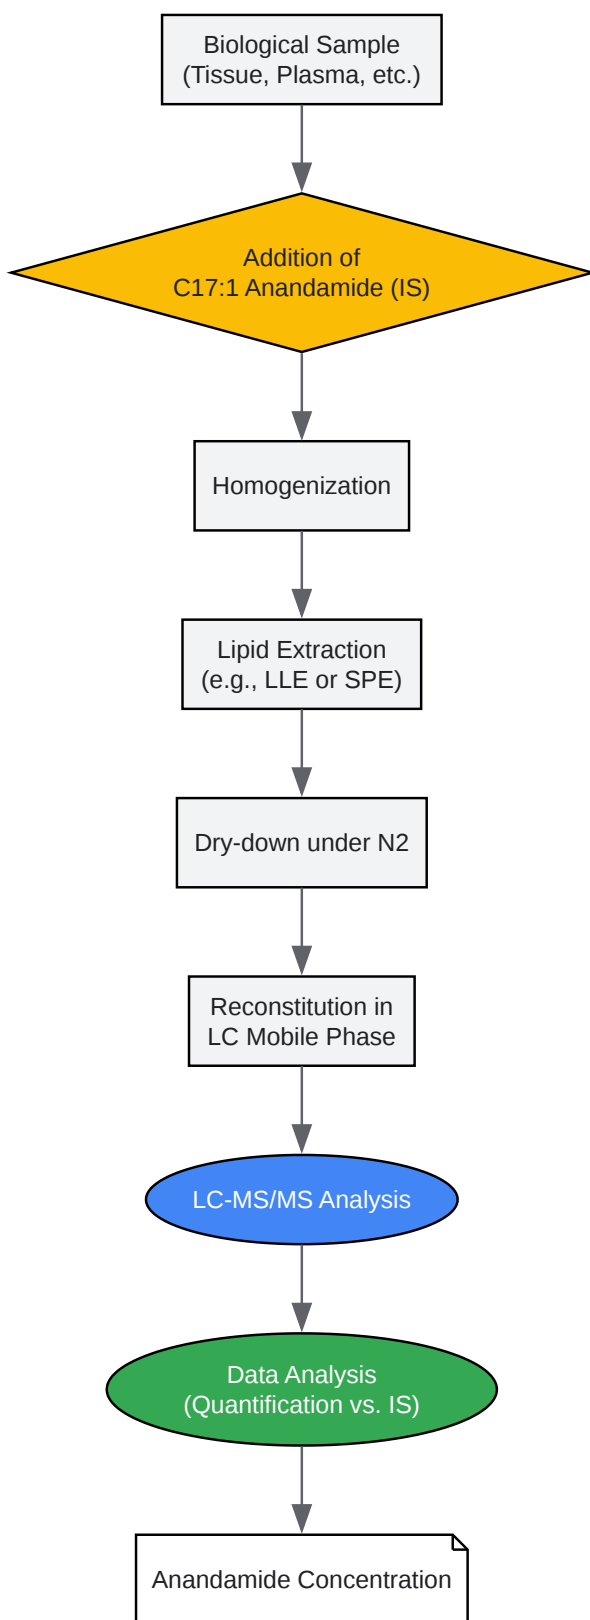 Biological Sample
(Tissue, Plasma, etc.)
Addition of
C17:1 Anandamide (IS)
Homogenization
Lipid Extraction
(e.g., LLE or SPE)
Dry-down under N2
Reconstitution in
LC Mobile Phase
LC-MS/MS Analysis
Data Analysis
(Quantification vs. IS)
Anandamide Concentration